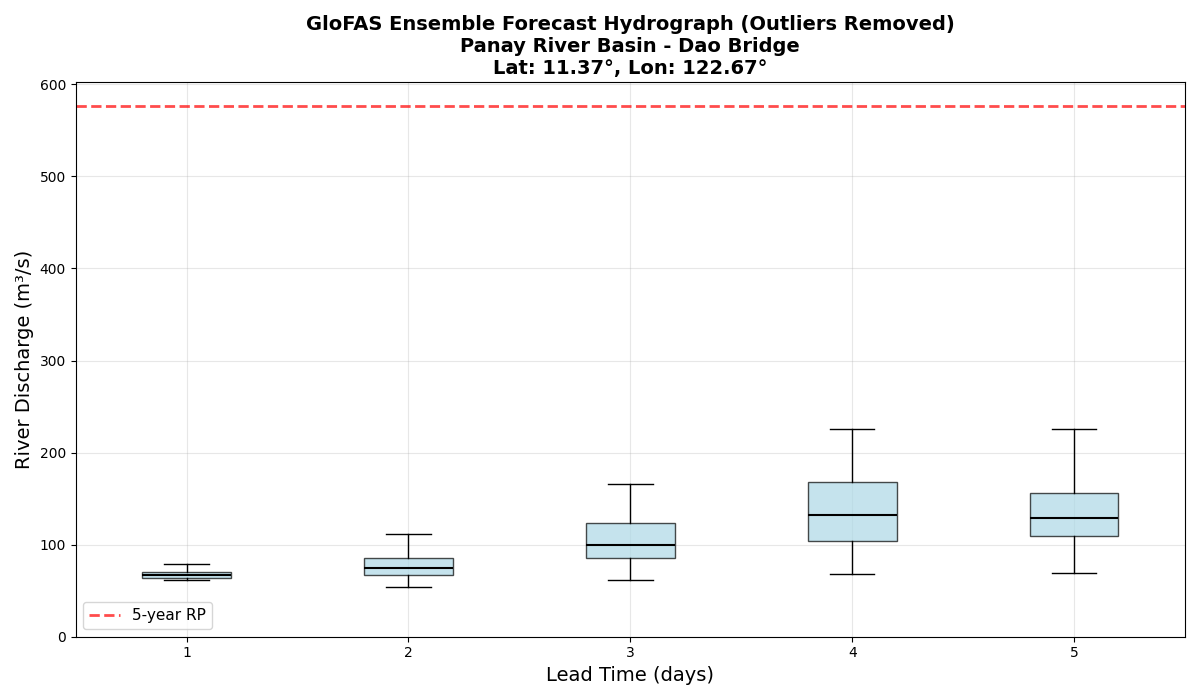 GloFAS Ensemble Forecast Hydrograph (Outliers Removed)
Panay River Basin - Dao Bridge
Lat: 11.37°, Lon: 122.67°
River Discharge (m³/s)
600
500
400
300
200
100
0
5-year RP
1 2 3 4 5
Lead Time (days)